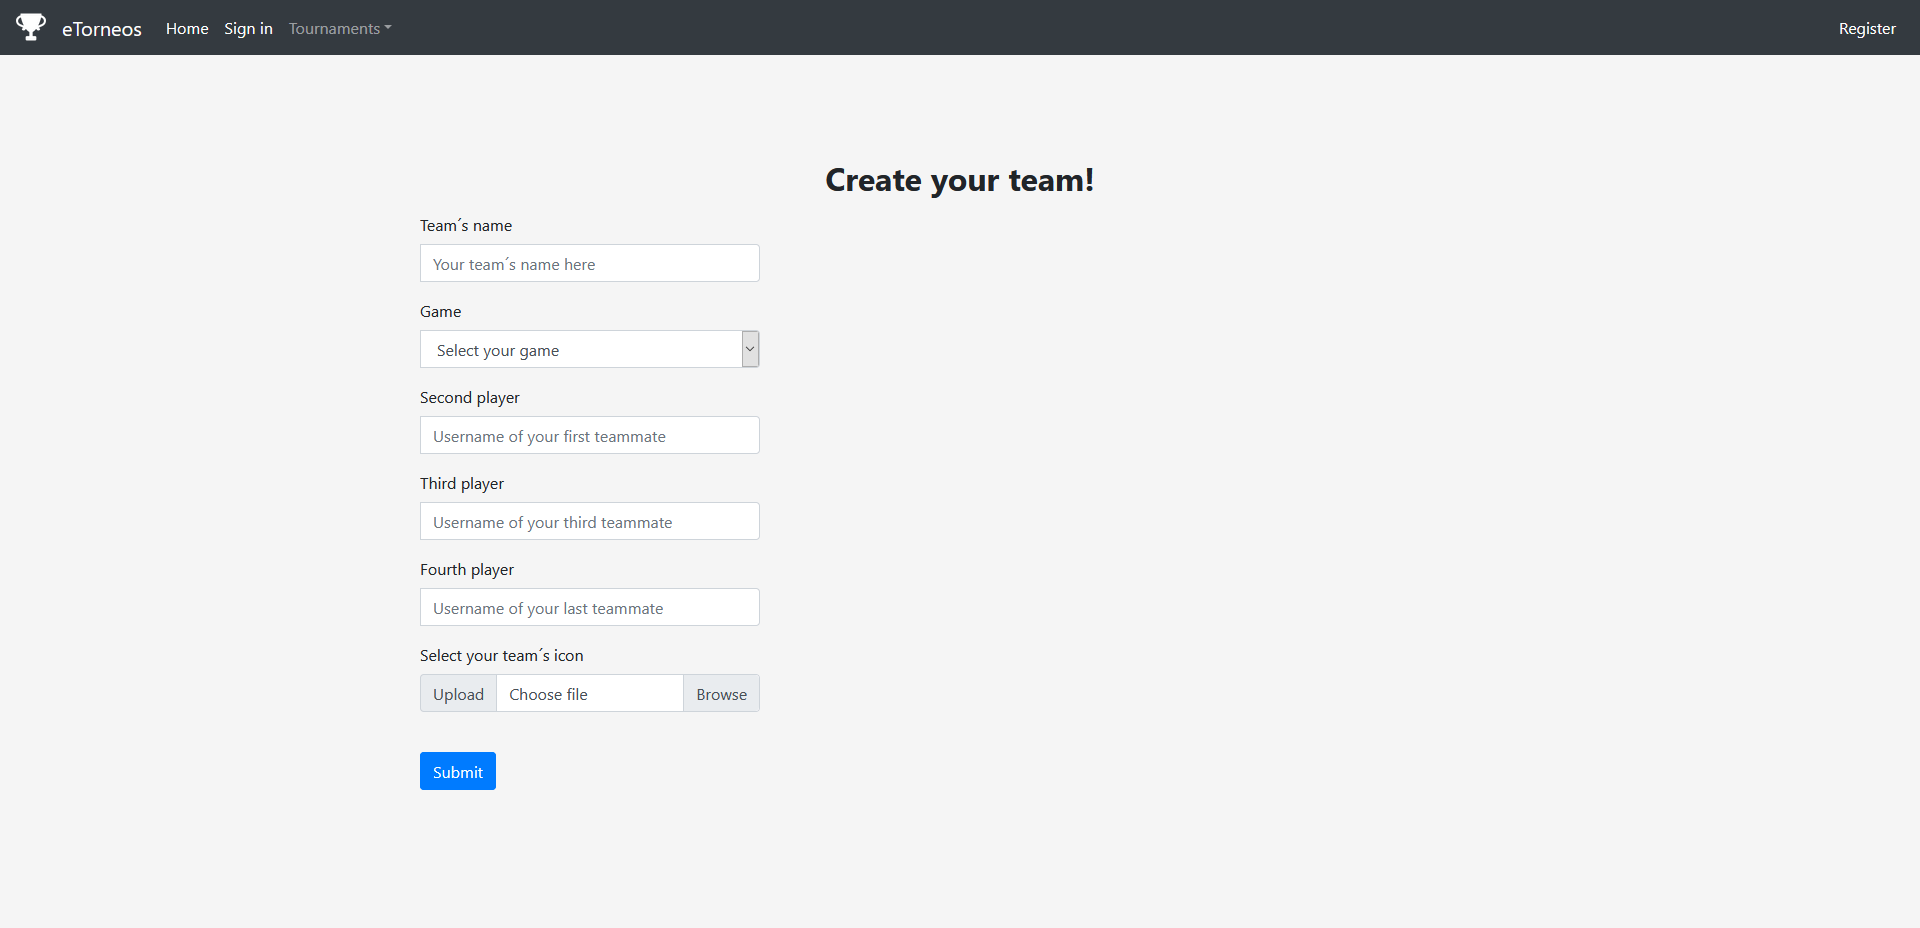 eTorneos Home Sign in Tournaments Register
Create your team!
Team´s name
Your team´s name here
Game
Select your game
Second player
Username of your first teammate
Third player
Username of your third teammate
Fourth player
Username of your last teammate
Select your team´s icon
Upload Choose file Browse
Submit